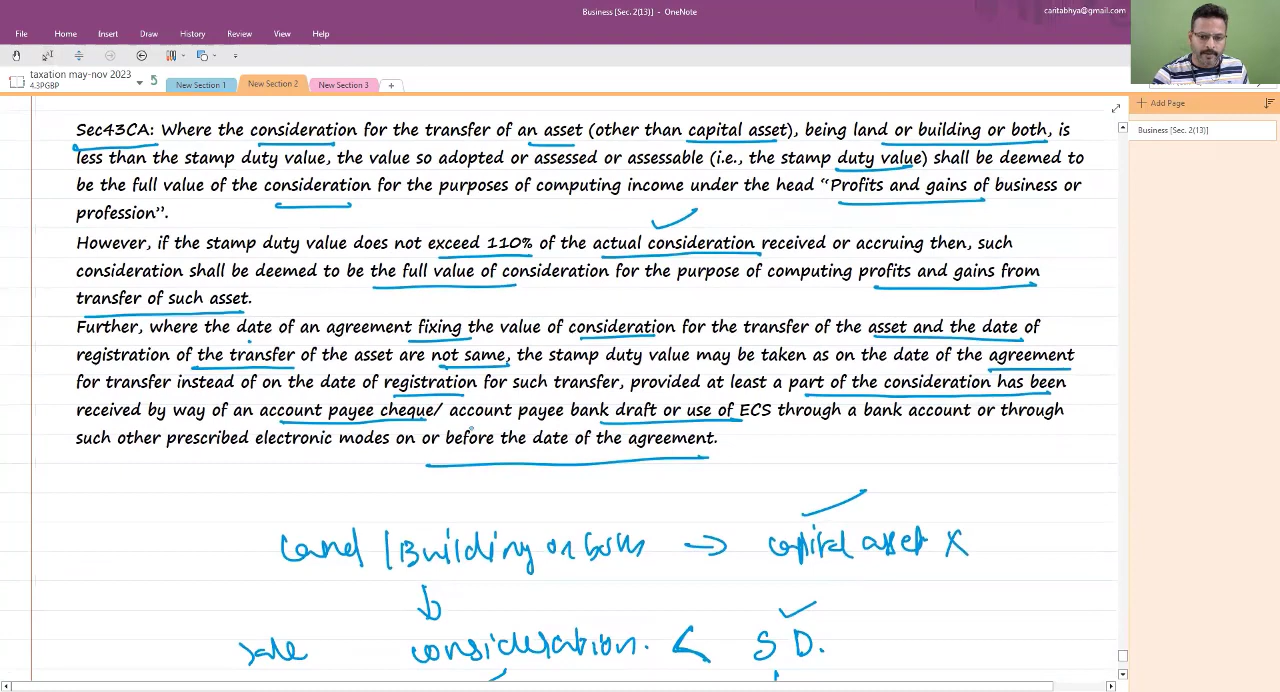 Business [Sec. 2(13)] - OneNote
caritabhya@gmail.com
File Home Insert Draw History Review View Help
taxation may-nov 2023
4.3PGBP
5
New Section 1 New Section 2 New Section 3 +
+ Add Page
Business [Sec. 2(13)]
Sec43CA: Where the consideration for the transfer of an asset (other than capital asset), being land or building or both, is
less than the stamp duty value, the value so adopted or assessed or assessable (i.e., the stamp duty value) shall be deemed to
be the full value of the consideration for the purposes of computing income under the head “Profits and gains of business or
profession”.
However, if the stamp duty value does not exceed 110% of the actual consideration received or accruing then, such
consideration shall be deemed to be the full value of consideration for the purpose of computing profits and gains from
transfer of such asset.
Further, where the date of an agreement fixing the value of consideration for the transfer of the asset and the date of
registration of the transfer of the asset are not same, the stamp duty value may be taken as on the date of the agreement
for transfer instead of on the date of registration for such transfer, provided at least a part of the consideration has been
received by way of an account payee cheque/ account payee bank draft or use of ECS through a bank account or through
such other prescribed electronic modes on or before the date of the agreement.
Land / Building or both → capital asset X
sale consideration. < S D.